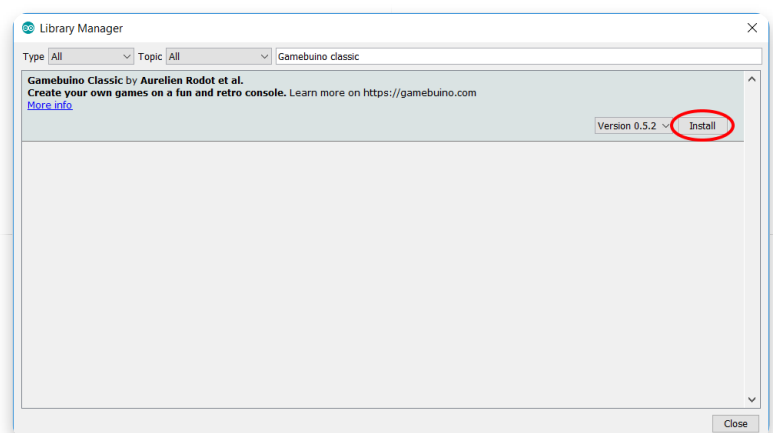 Library Manager
Type All Topic All Gamebuino classic
Gamebuino Classic by Aurelien Rodot et al.
Create your own games on a fun and retro console. Learn more on https://gamebuino.com
More info
Version 0.5.2 Install
Close